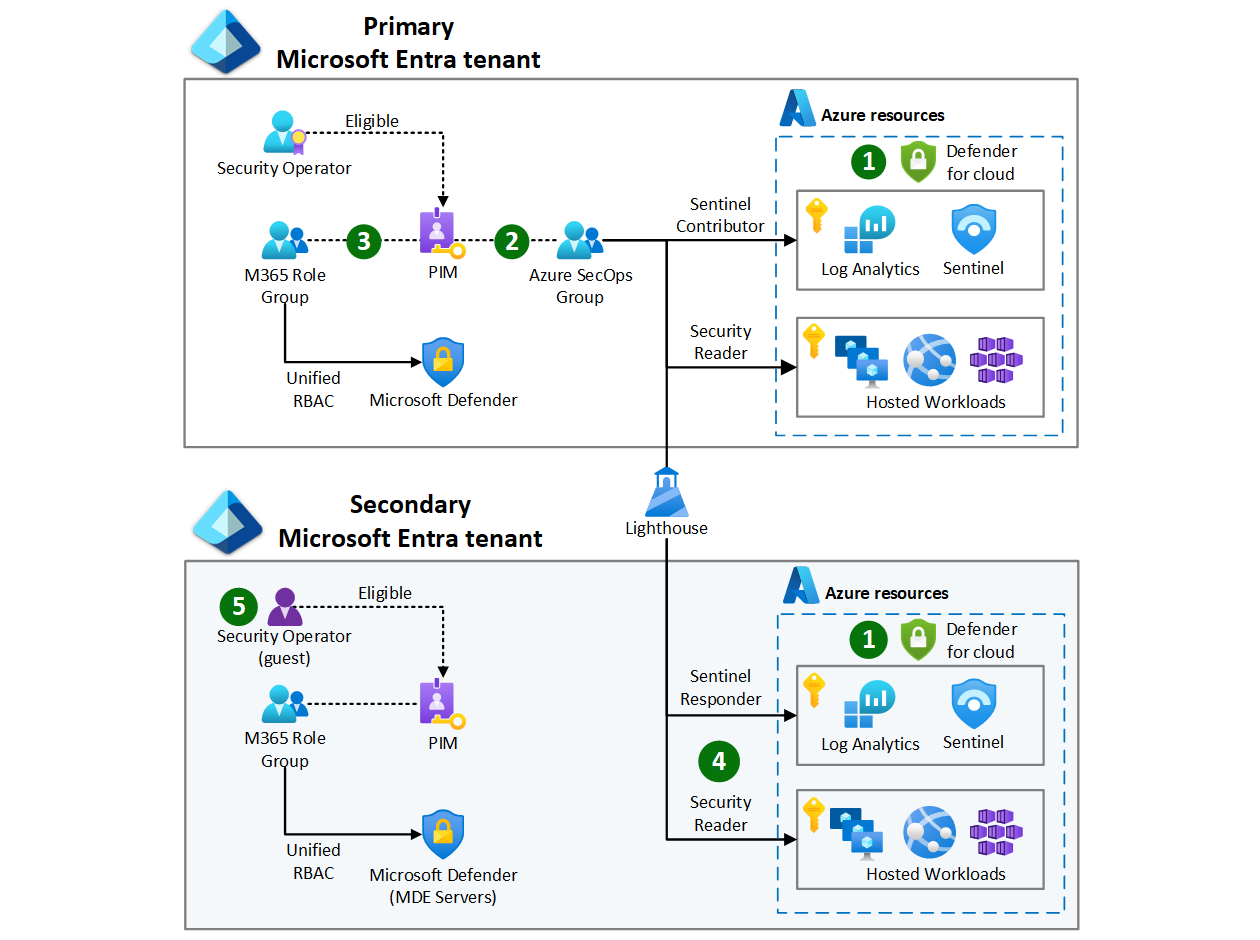 Primary
Microsoft Entra tenant
Azure resources
Eligible
Security Operator
1
Defender
for cloud
Sentinel
Contributor
3
2
M365 Role
Group
PIM
Azure SecOps
Group
Log Analytics
Sentinel
Security
Reader
Unified
RBAC
Microsoft Defender
Hosted Workloads
Lighthouse
Secondary
Microsoft Entra tenant
Azure resources
5
Eligible
Security Operator
(guest)
1
Defender
for cloud
Sentinel
Responder
M365 Role
Group
PIM
Log Analytics
Sentinel
4
Security
Reader
Unified
RBAC
Microsoft Defender
(MDE Servers)
Hosted Workloads